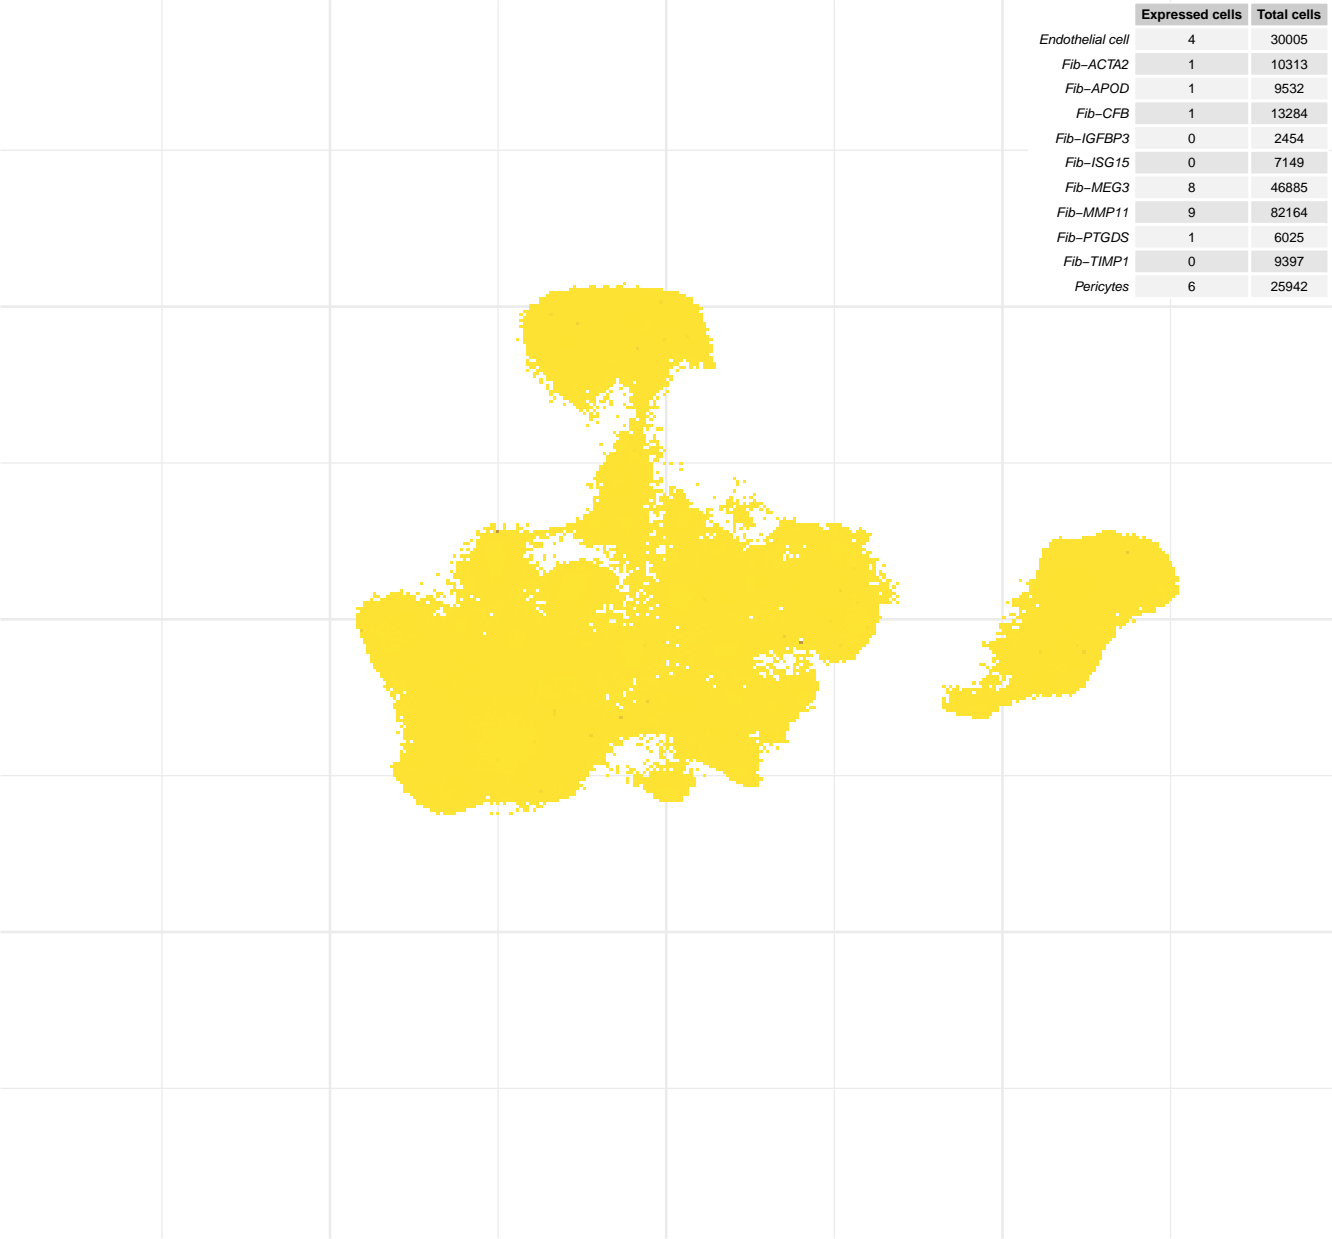 Expressed cells Total cells
Endothelial cell 4 30005
Fib−ACTA2 1 10313
Fib−APOD 1 9532
Fib−CFB 1 13284
Fib−IGFBP3 0 2454
Fib−ISG15 0 7149
Fib−MEG3 8 46885
Fib−MMP11 9 82164
Fib−PTGDS 1 6025
Fib−TIMP1 0 9397
Pericytes 6 25942